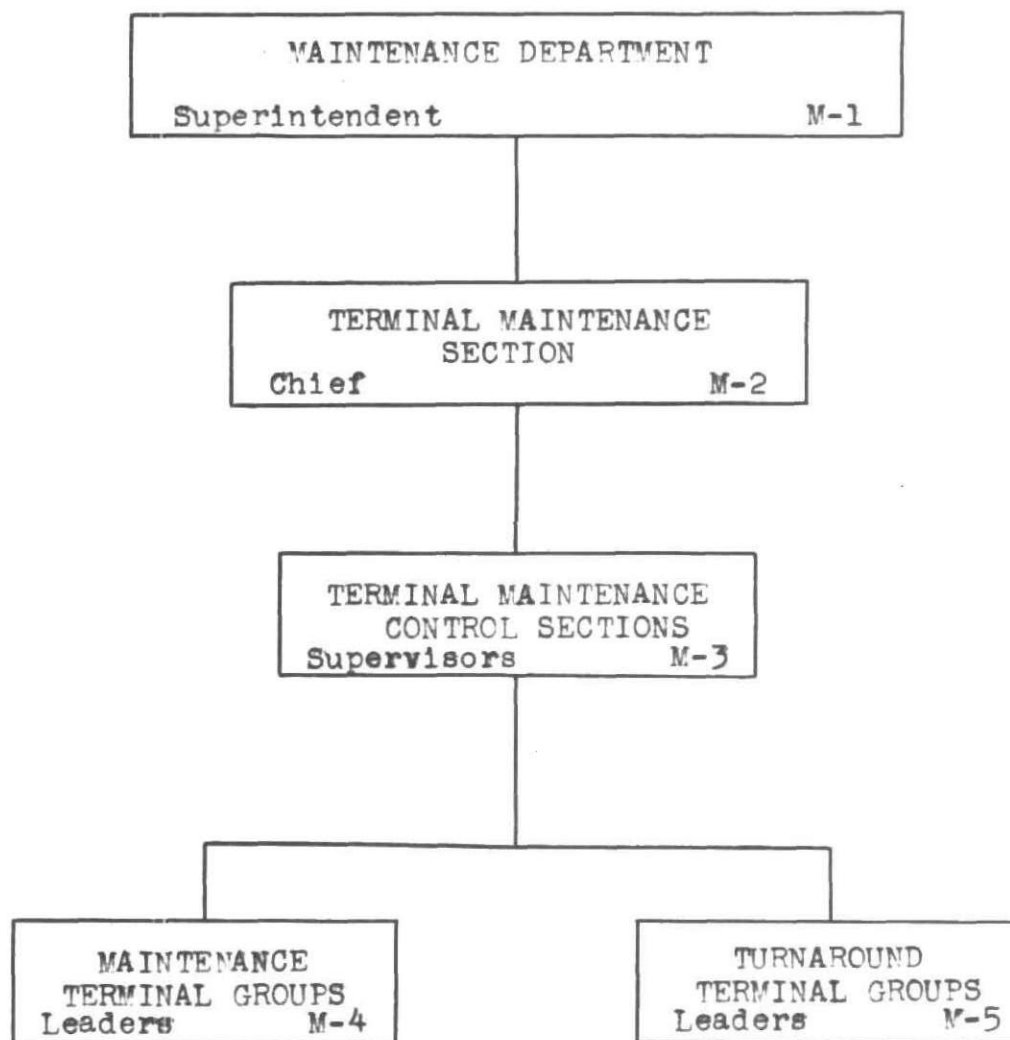 MAINTENANCE DEPARTMENT
Superintendent M-1
TERMINAL MAINTENANCE
SECTION
Chief M-2
TERMINAL MAINTENANCE
CONTROL SECTIONS
Supervisors M-3
MAINTENANCE
TERMINAL GROUPS
Leaders M-4
TURNAROUND
TERMINAL GROUPS
Leaders M-5